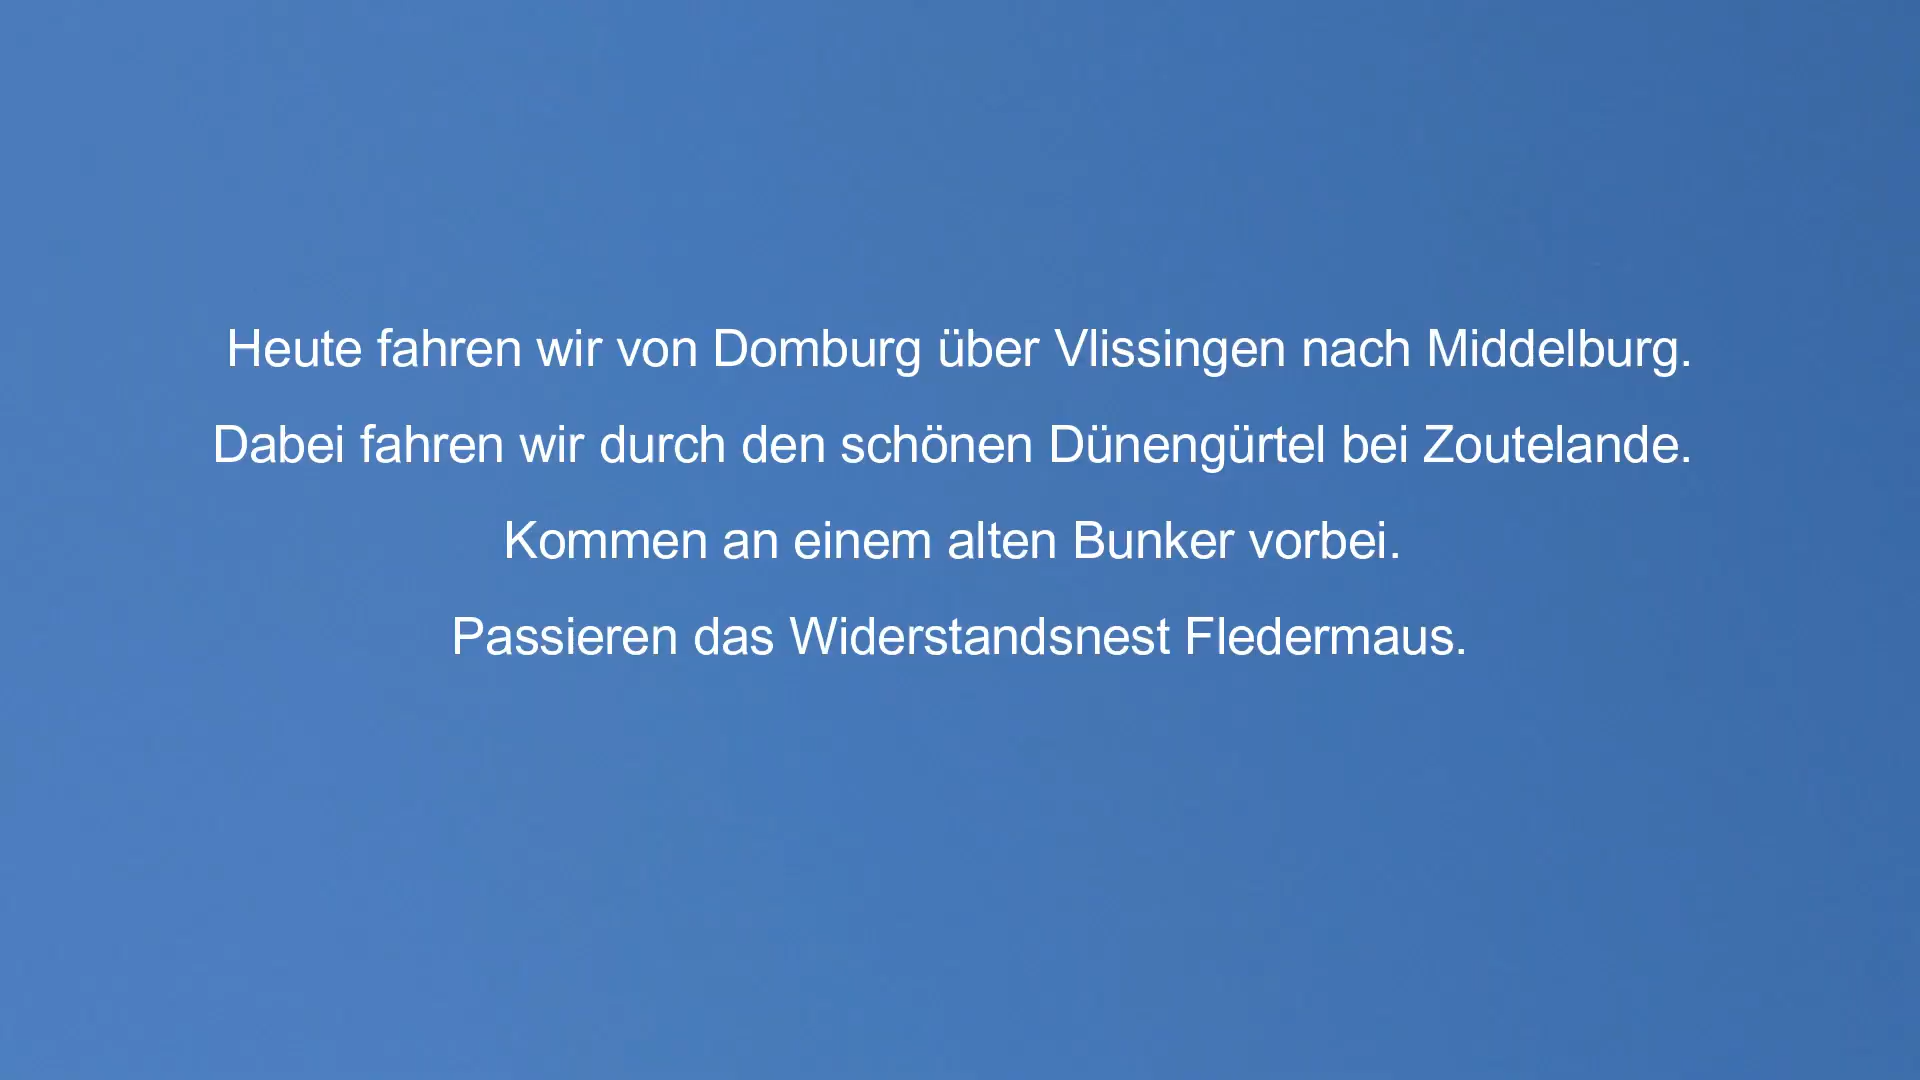 Heute fahren wir von Domburg über Vlissingen nach Middelburg.
Dabei fahren wir durch den schönen Dünengürtel bei Zoutelande.
Kommen an einem alten Bunker vorbei.
Passieren das Widerstandsnest Fledermaus.